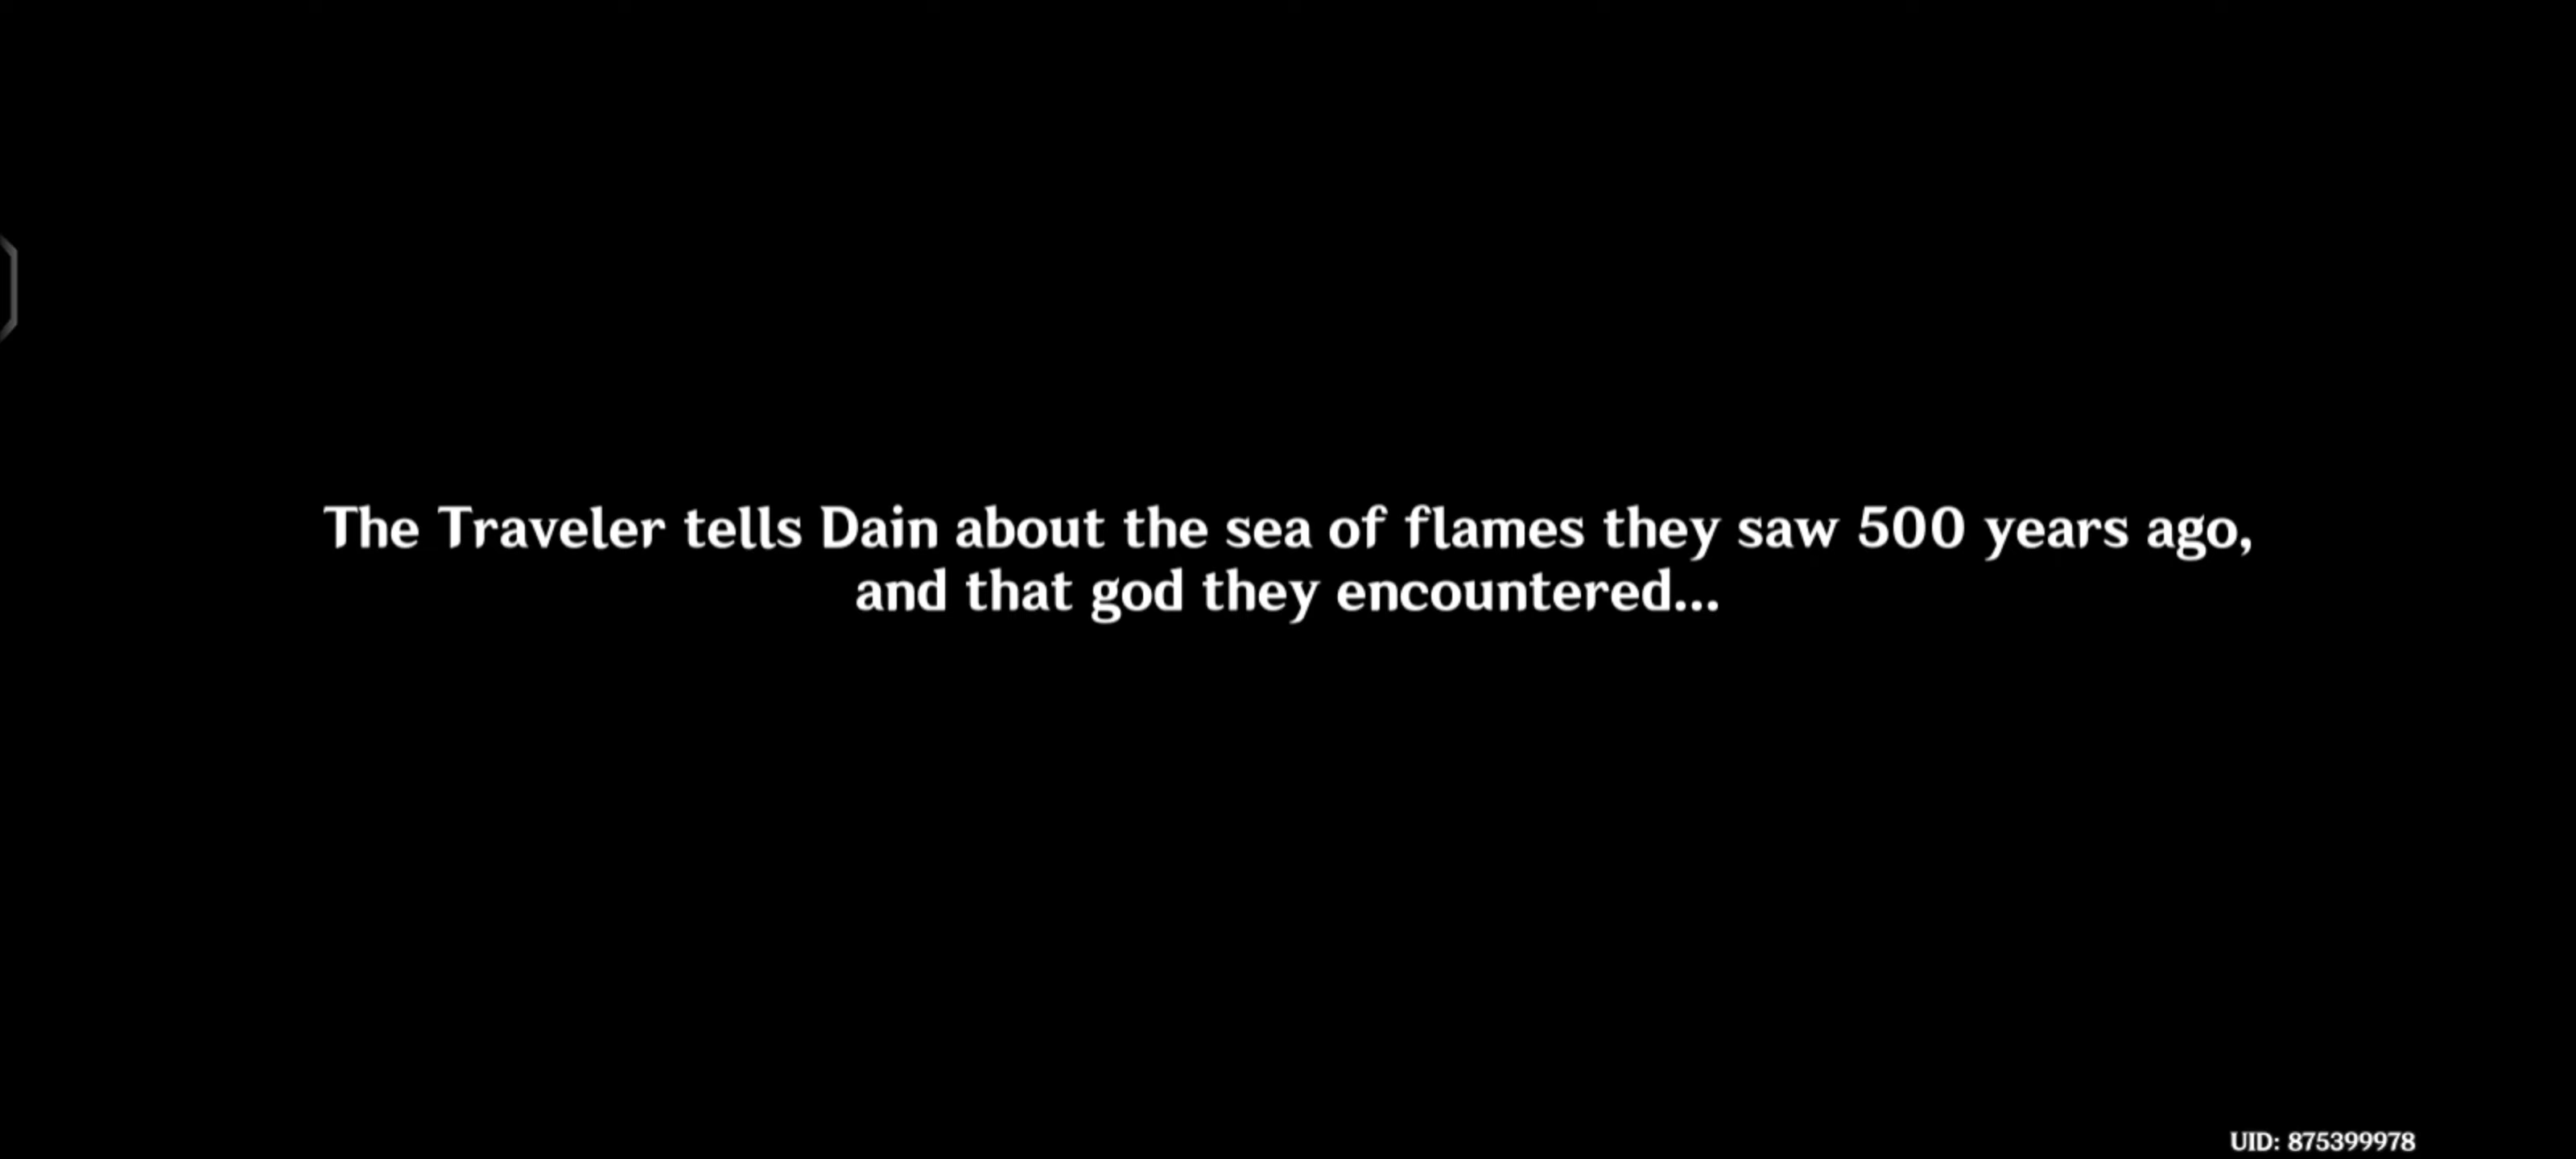 The Traveler tells Dain about the sea of flames they saw 500 years ago,
and that god they encountered...
UID: 875399978